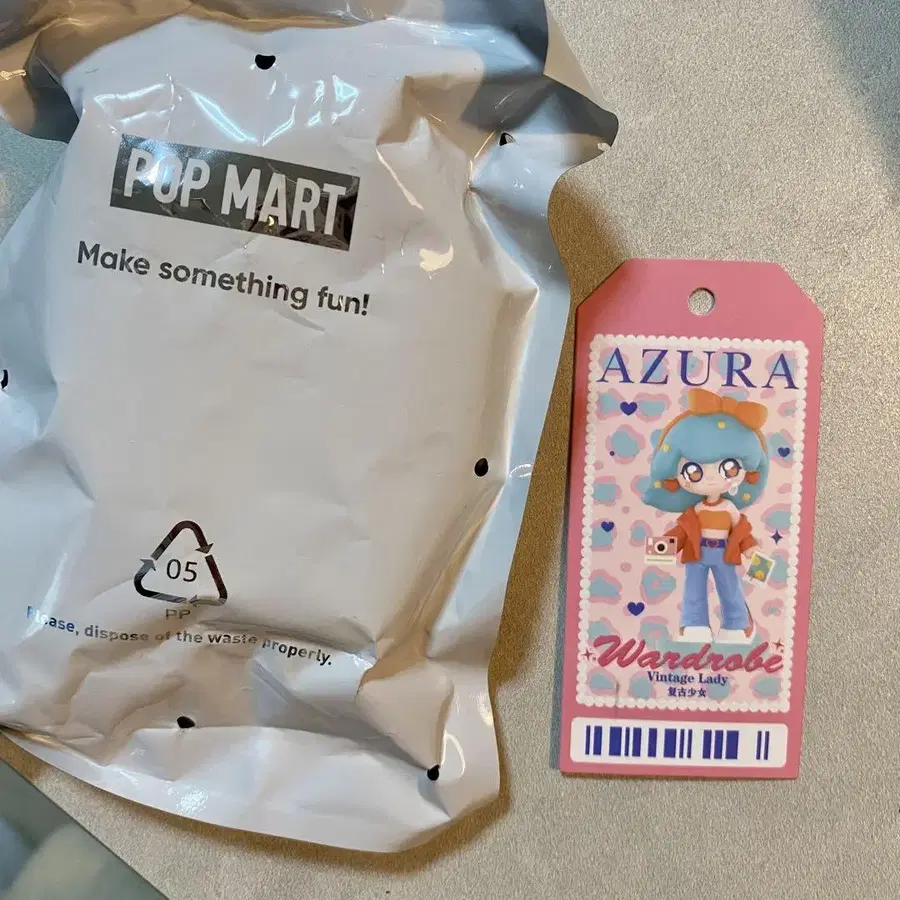 POP MART
Make something fun!
05
PP
Please, dispose of the waste properly.
AZURA
Wardrobe
Vintage Lady
复古少女